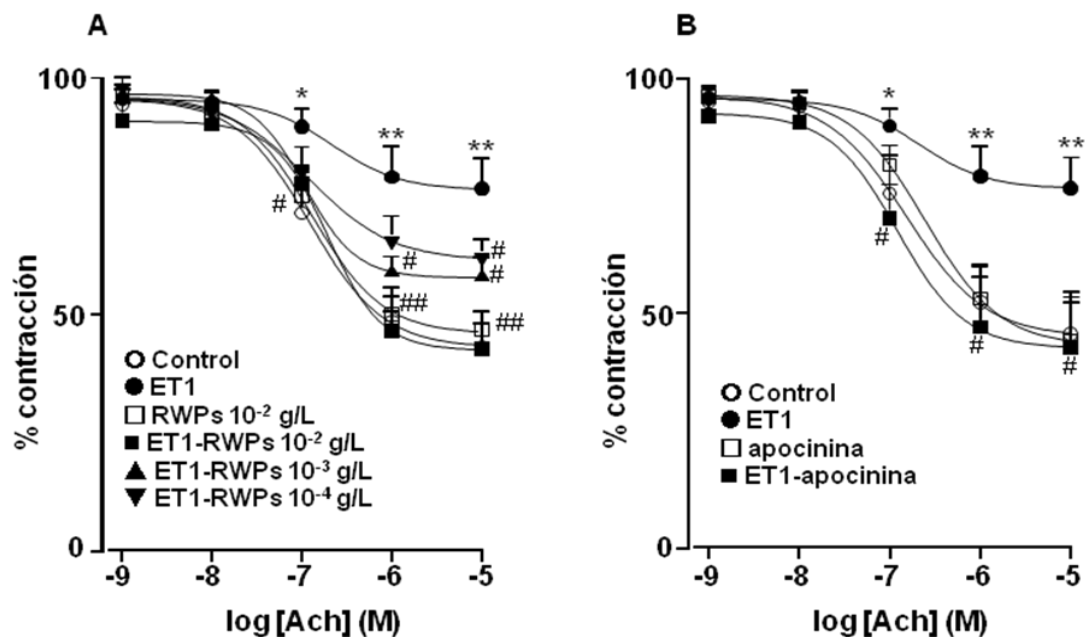 A
% contracción
100
50
0
*
**
**
#
#
#
#
##
##
Control
ET1
RWPs 10⁻² g/L
ET1-RWPs 10⁻² g/L
ET1-RWPs 10⁻³ g/L
ET1-RWPs 10⁻⁴ g/L
-9 -8 -7 -6 -5
log [Ach] (M)
B
% contracción
100
50
0
*
**
**
#
#
#
Control
ET1
apocinina
ET1-apocinina
-9 -8 -7 -6 -5
log [Ach] (M)